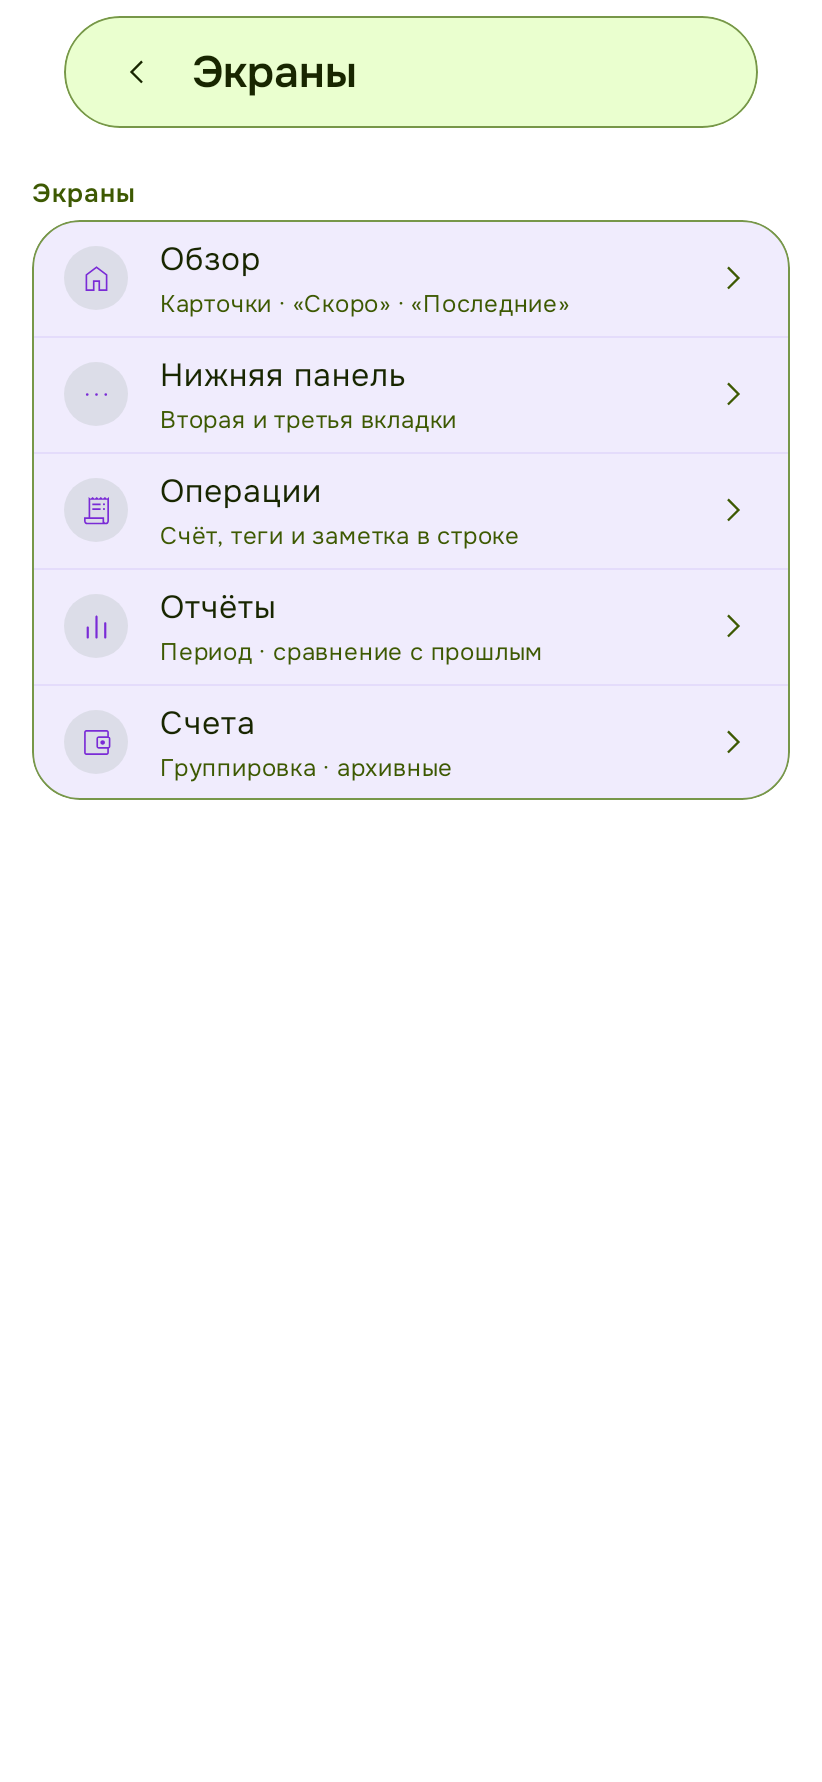 Экраны
Экраны
Обзор
Карточки · «Скоро» · «Последние»
Нижняя панель
Вторая и третья вкладки
Операции
Счёт, теги и заметка в строке
Отчёты
Период · сравнение с прошлым
Счета
Группировка · архивные